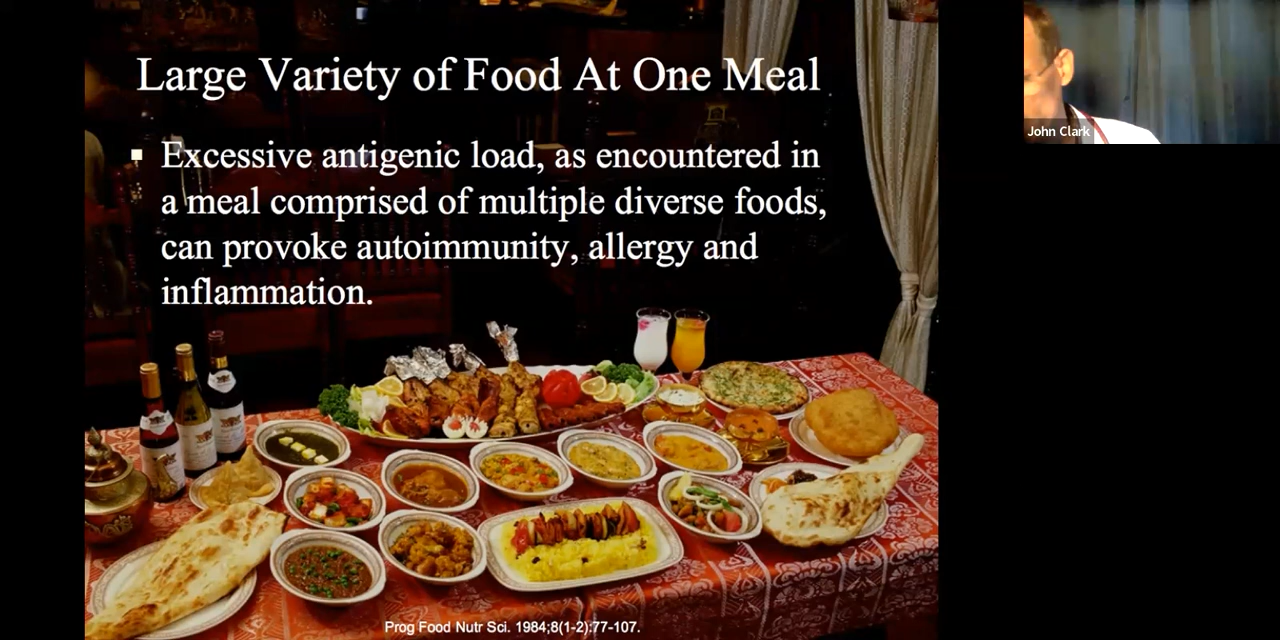 Large Variety of Food At One Meal
Excessive antigenic load, as encountered in
a meal comprised of multiple diverse foods,
can provoke autoimmunity, allergy and
inflammation.
John Clark
Prog Food Nutr Sci. 1984;8(1-2):77-107.